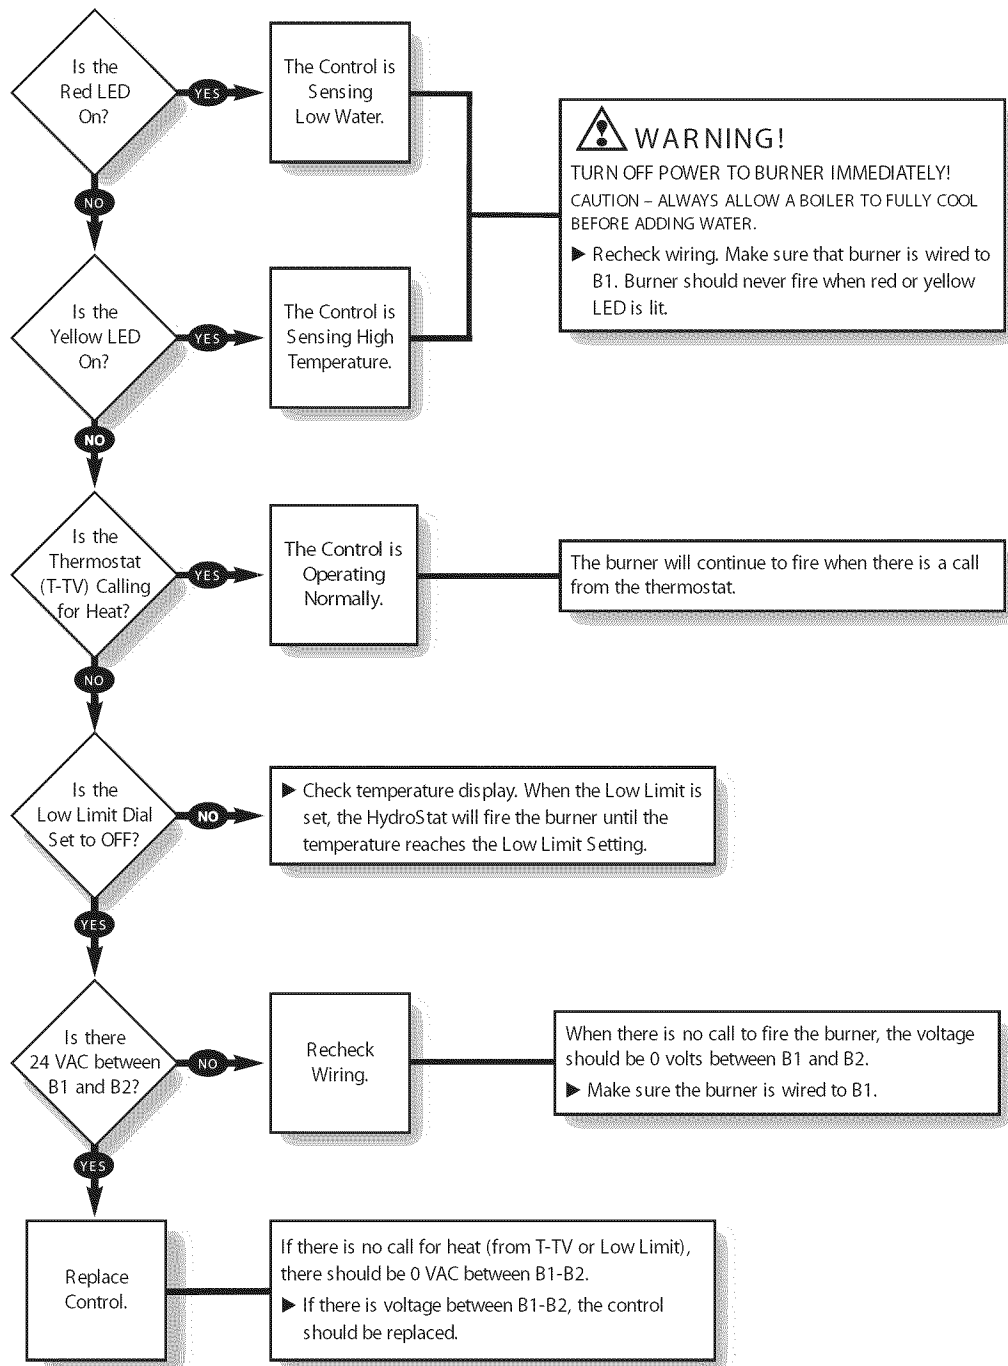 Is the
Red LED
On?
YES
The Control is
Sensing
Low Water.
WARNING!
TURN OFF POWER TO BURNER IMMEDIATELY!
CAUTION – ALWAYS ALLOW A BOILER TO FULLY COOL
BEFORE ADDING WATER.
▶ Recheck wiring. Make sure that burner is wired to
B1. Burner should never fire when red or yellow
LED is lit.
NO
Is the
Yellow LED
On?
YES
The Control is
Sensing High
Temperature.
NO
Is the
Thermostat
(T-TV) Calling
for Heat?
YES
The Control is
Operating
Normally.
The burner will continue to fire when there is a call
from the thermostat.
NO
Is the
Low Limit Dial
Set to OFF?
NO
▶ Check temperature display. When the Low Limit is
set, the HydroStat will fire the burner until the
temperature reaches the Low Limit Setting.
YES
Is there
24 VAC between
B1 and B2?
NO
Recheck
Wiring.
When there is no call to fire the burner, the voltage
should be 0 volts between B1 and B2.
▶ Make sure the burner is wired to B1.
YES
Replace
Control.
If there is no call for heat (from T-TV or Low Limit),
there should be 0 VAC between B1-B2.
▶ If there is voltage between B1-B2, the control
should be replaced.